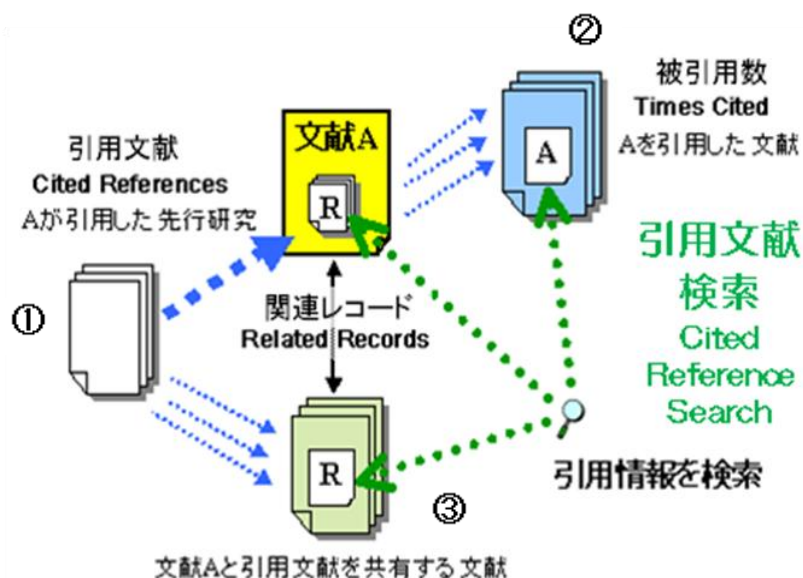 ②
被引用数
Times Cited
Aを引用した文献
文献A
R
A
引用文献
Cited References
Aが引用した先行研究
引用文献
検索
Cited
Reference
Search
①
関連レコード
Related Records
R
引用情報を検索
③
文献Aと引用文献を共有する文献